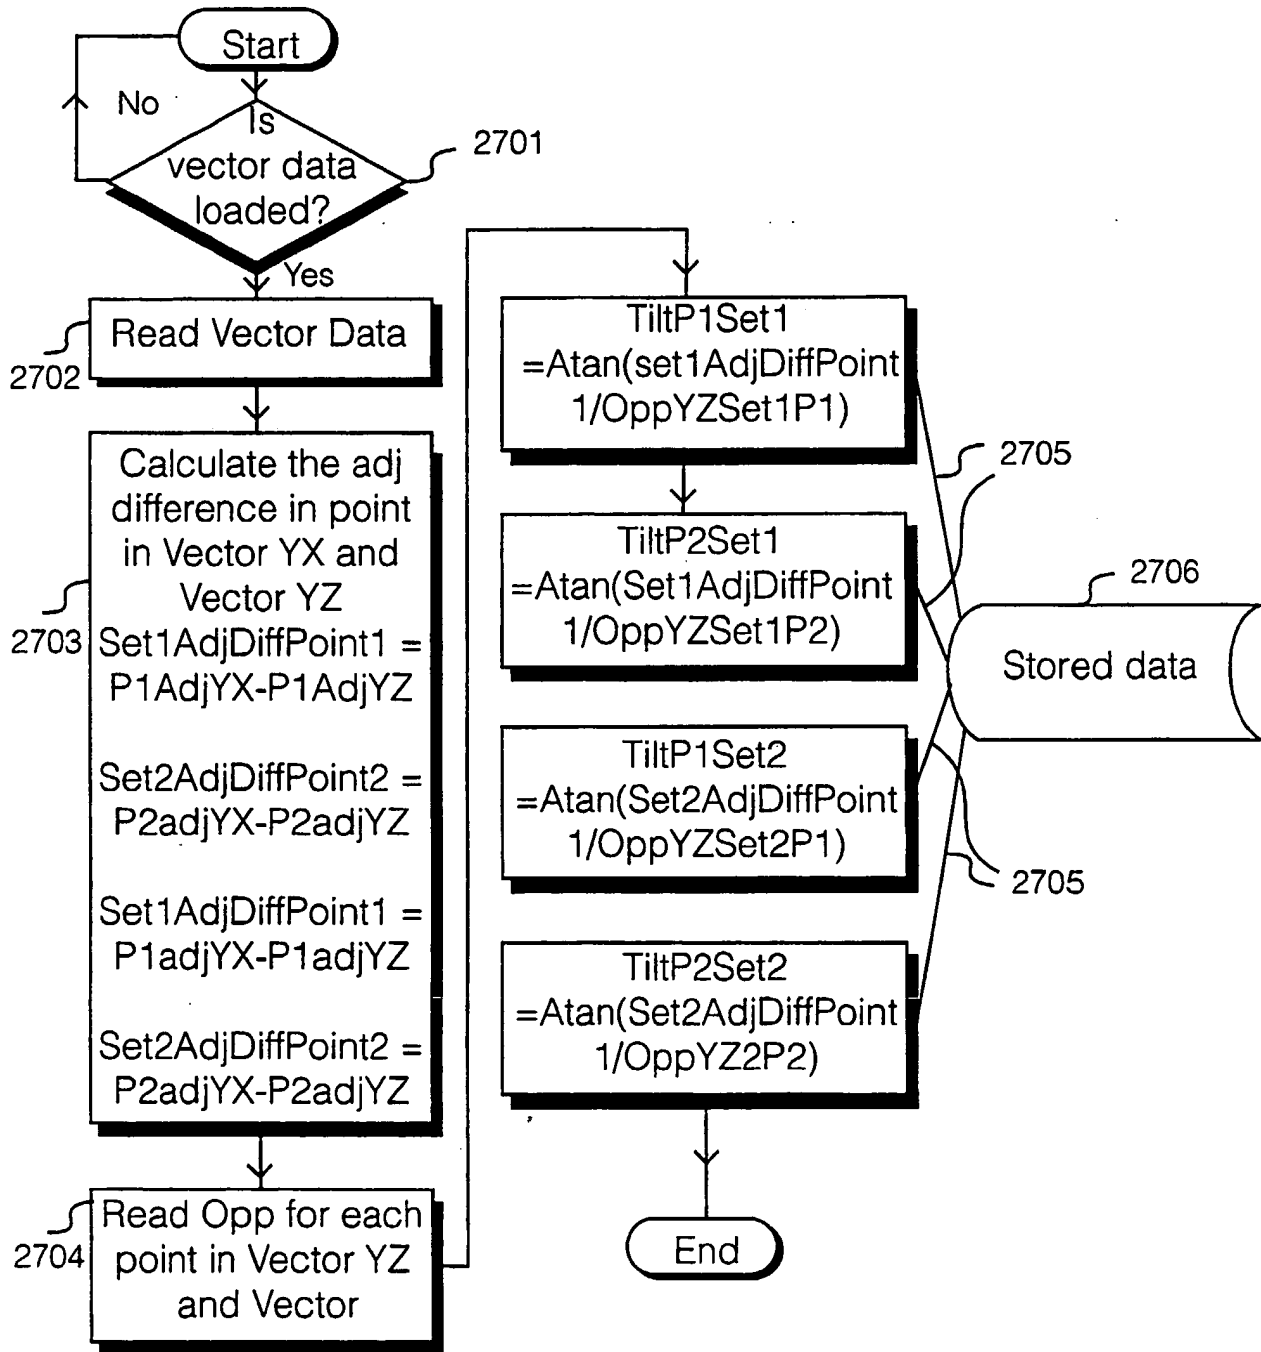 Start
No
Is
vector data
loaded?
2701
Yes
Read Vector Data
2702
Calculate the adj
difference in point
in Vector YX and
Vector YZ
Set1AdjDiffPoint1 =
P1AdjYX-P1AdjYZ
Set2AdjDiffPoint2 =
P2adjYX-P2adjYZ
Set1AdjDiffPoint1 =
P1adjYX-P1adjYZ
Set2AdjDiffPoint2 =
P2adjYX-P2adjYZ
2703
Read Opp for each
point in Vector YZ
and Vector
2704
TiltP1Set1
=Atan(set1AdjDiffPoint
1/OppYZSet1P1)
TiltP2Set1
=Atan(Set1AdjDiffPoint
1/OppYZSet1P2)
TiltP1Set2
=Atan(Set2AdjDiffPoint
1/OppYZSet2P1)
TiltP2Set2
=Atan(Set2AdjDiffPoint
1/OppYZ2P2)
2705
2706
Stored data
2705
End